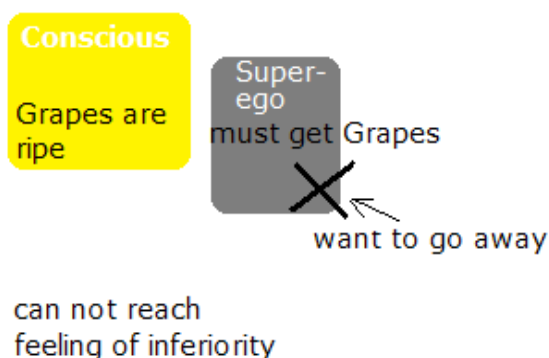 Conscious
Grapes are
ripe
Super-
ego
must get Grapes
want to go away
can not reach
feeling of inferiority